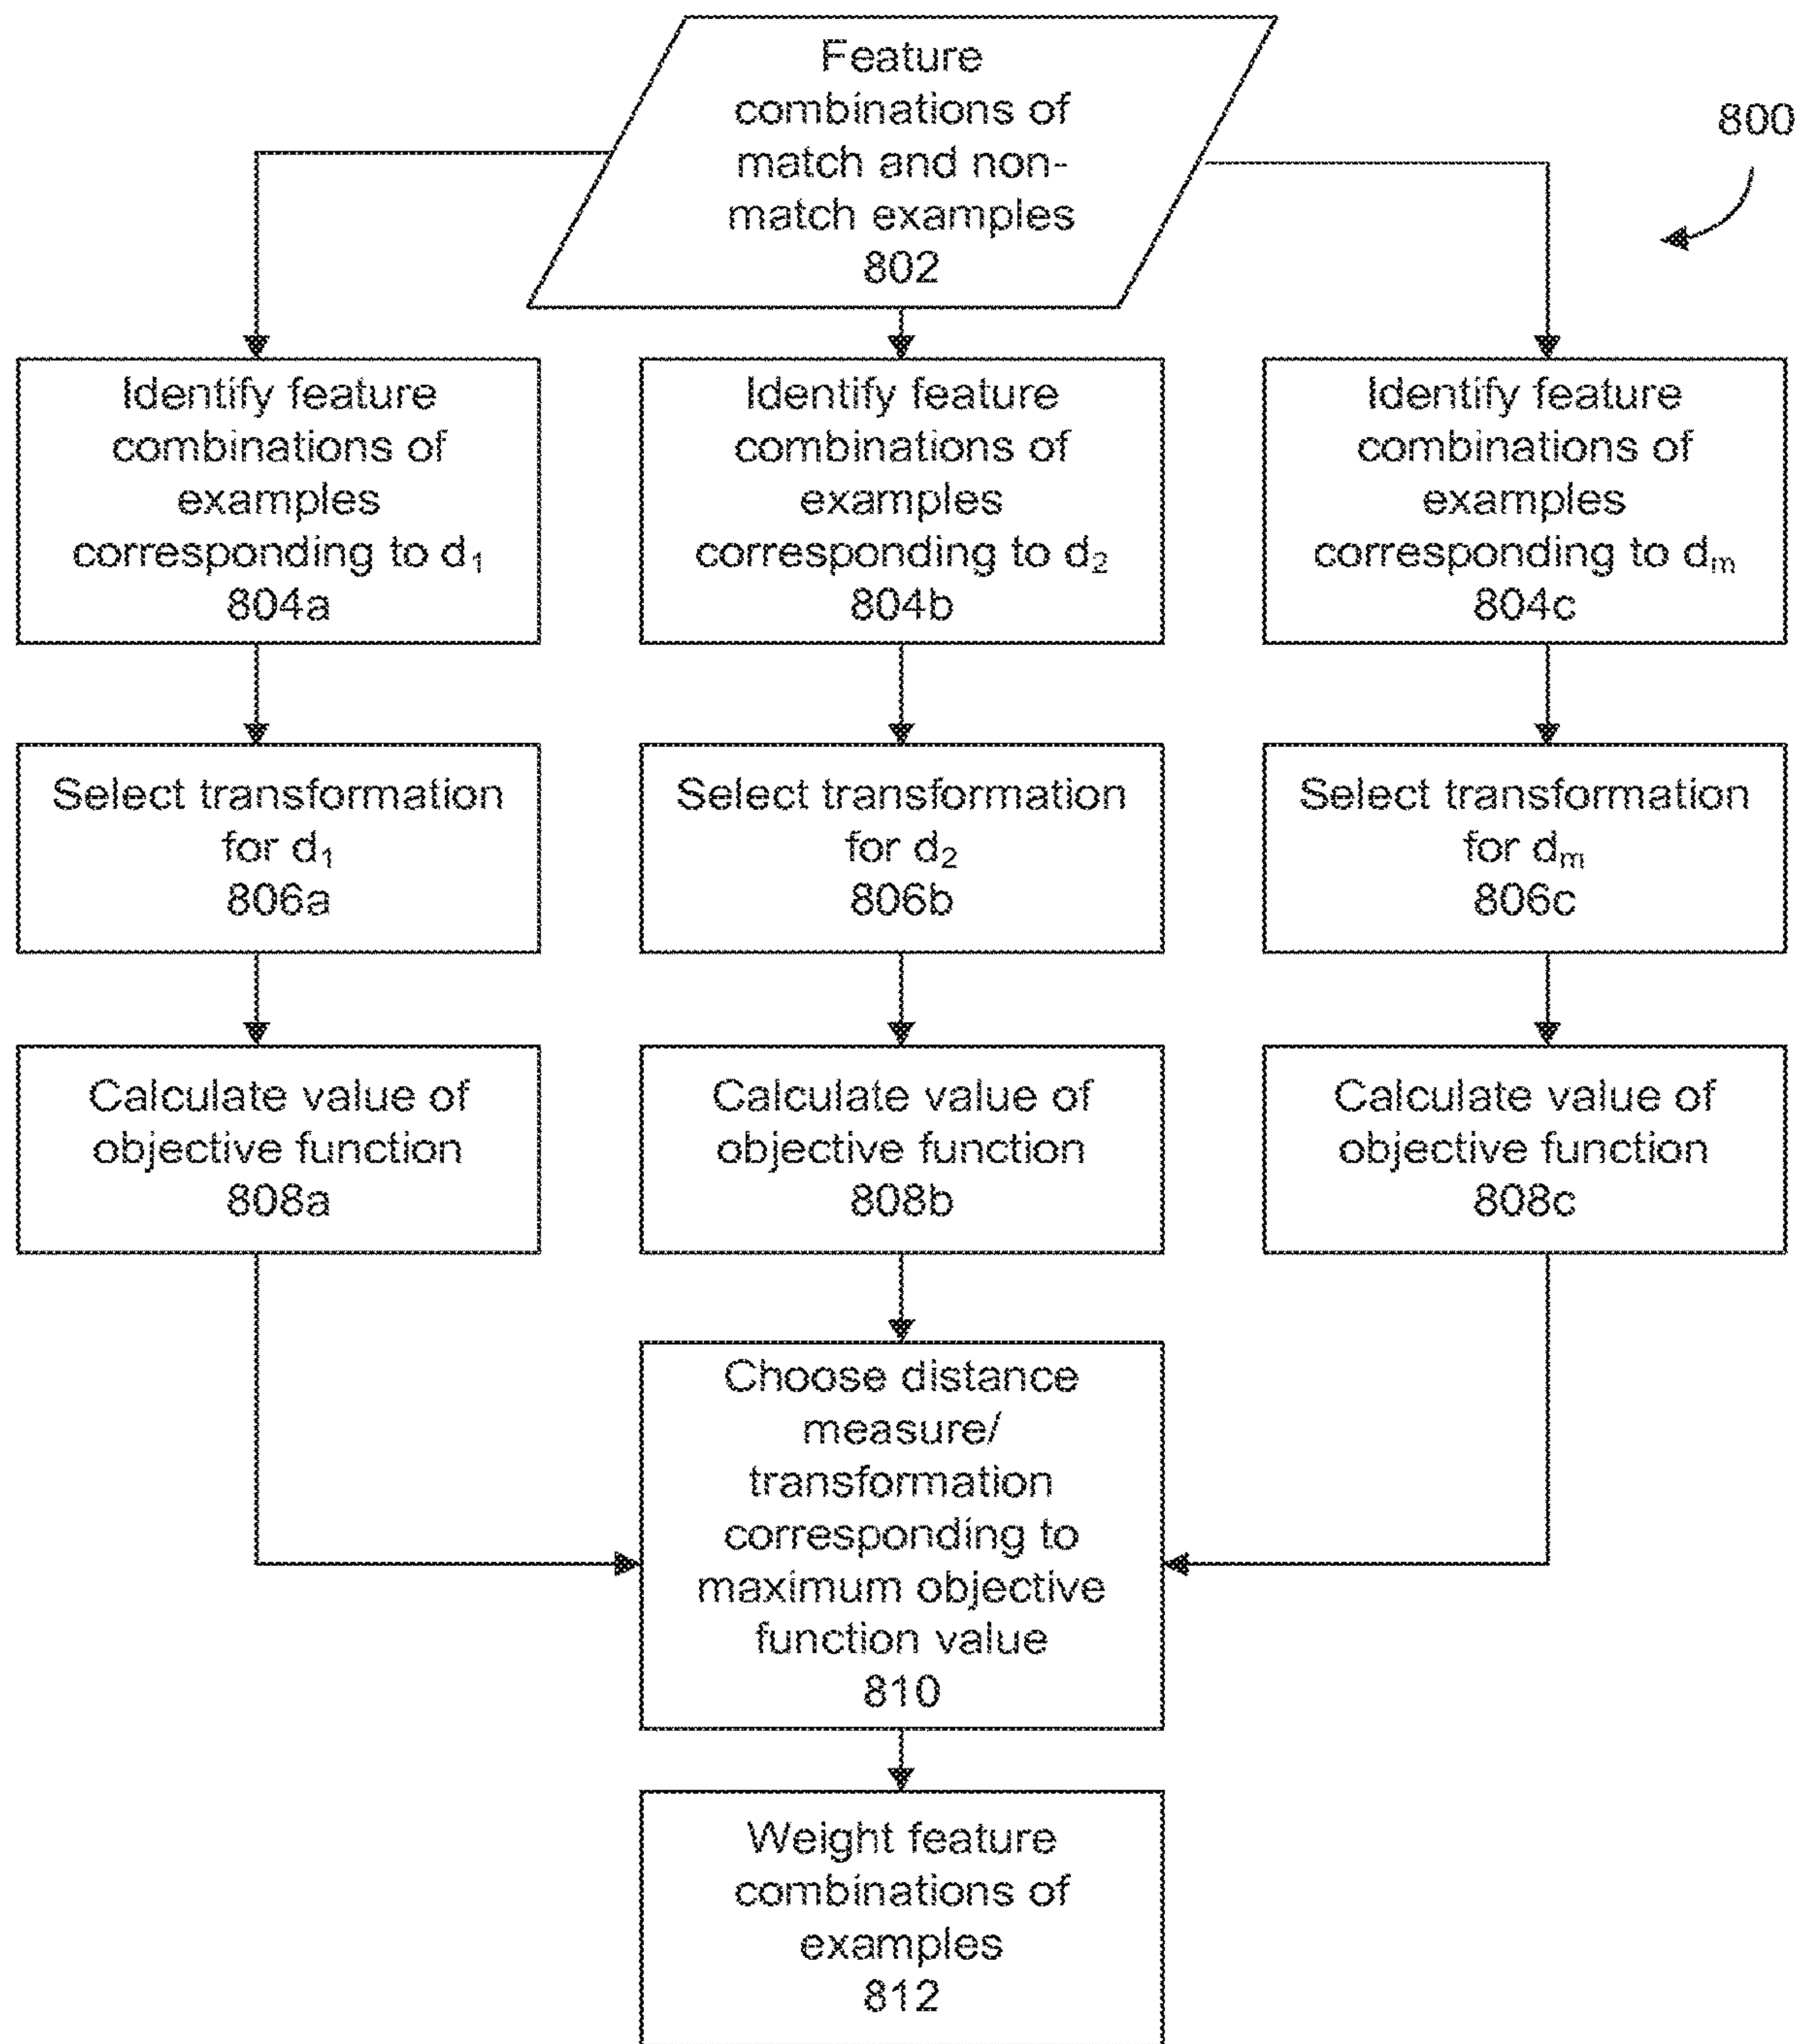 Feature
combinations of
match and non-
match examples
802
800
Identify feature
combinations of
examples
corresponding to d₁
804a
Identify feature
combinations of
examples
corresponding to d₂
804b
Identify feature
combinations of
examples
corresponding to dₘ
804c
Select transformation
for d₁
806a
Select transformation
for d₂
806b
Select transformation
for dₘ
806c
Calculate value of
objective function
808a
Calculate value of
objective function
808b
Calculate value of
objective function
808c
Choose distance
measure/
transformation
corresponding to
maximum objective
function value
810
Weight feature
combinations of
examples
812